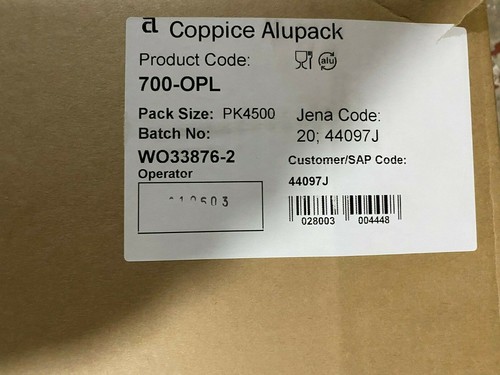 a Coppice Alupack
Product Code:
alu
700-OPL
Pack Size: PK4500
Jena Code:
Batch No:
20; 44097J
WO33876-2
Customer/SAP Code:
Operator
44097J
028003 004448